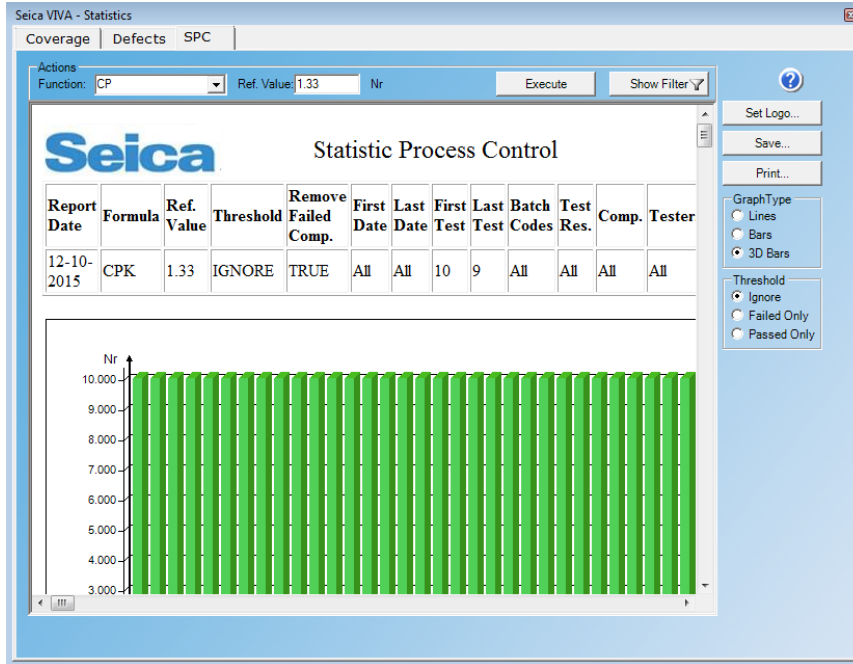 Seica VIVA - Statistics
Coverage Defects SPC
Actions
Function: CP Ref. Value: 1.33 Nr Execute Show Filter
Set Logo...
Save...
Print...
GraphType
Lines
Bars
3D Bars
Threshold
Ignore
Failed Only
Passed Only
Seica Statistic Process Control
Report Date Formula Ref. Value Threshold Remove Failed Comp. First Date Last Date First Test Last Test Batch Codes Test Res. Comp. Tester
12-10-2015 CPK 1.33 IGNORE TRUE All All 10 9 All All All All
Nr
10.000
9.000
8.000
7.000
6.000
5.000
4.000
3.000